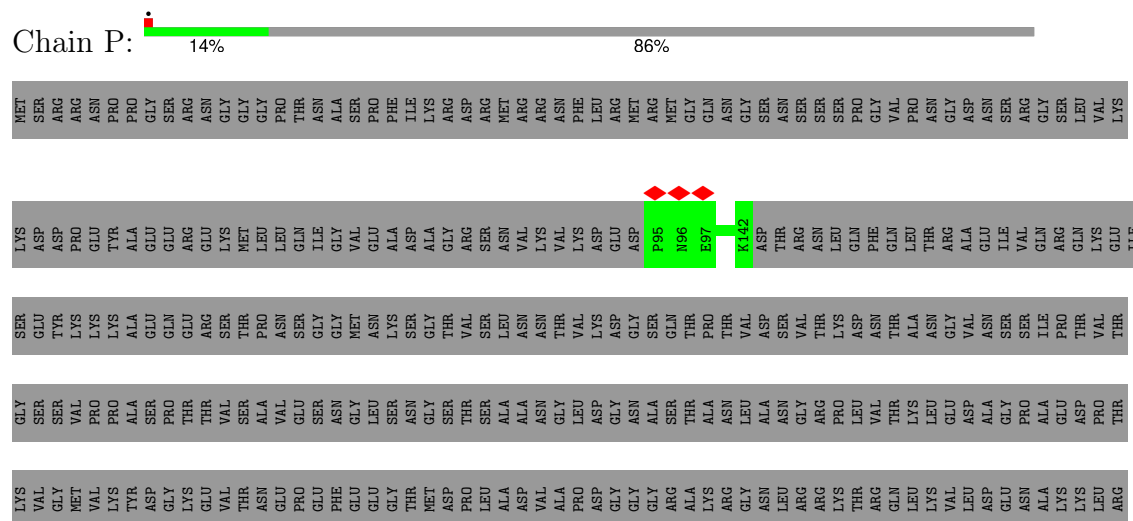 Chain P:
14% 86%
MET SER ARG ARG ASN PRO PRO GLY SER ARG ASN GLY GLY GLY PRO THR ASN ALA SER PRO PHE ILE LYS ARG ASP ARG MET ARG ARG ASN PHE LEU ARG MET ARG MET GLY GLN ASN GLY SER ASN SER SER SER PRO GLY VAL PRO ASN GLY ASP ASN SER ARG GLY SER LEU VAL LYS
LYS ASP ASP PRO GLU TYR ALA GLU GLU ARG GLU LYS MET LEU LEU GLN ILE GLY VAL GLU ALA ASP ALA GLY ARG SER ASN VAL LYS VAL LYS ASP GLU ASP P95 N96 E97 K142 ASP THR ARG ASN LEU GLN PHE GLN LEU THR ARG ALA GLU ILE VAL GLN ARG GLN LYS GLU ILE
SER GLU TYR LYS LYS LYS ALA GLU GLN GLU ARG SER THR PRO ASN SER GLY GLY MET ASN LYS SER GLY THR VAL SER LEU ASN ASN THR VAL LYS ASP GLY SER GLN THR PRO THR VAL ASP SER VAL THR LYS ASP ASN THR ALA ASN GLY VAL ASN SER SER ILE PRO THR VAL THR
GLY SER SER VAL PRO PRO ALA SER PRO THR THR VAL SER ALA VAL GLU SER ASN GLY LEU SER ASN GLY SER THR SER ALA ALA ASN GLY LEU ASP GLY ASN ALA SER THR ALA ASN LEU ALA ASN GLY ARG PRO LEU VAL THR LYS LEU GLU ASP ALA GLY PRO ALA GLU ASP PRO THR
LYS VAL GLY MET VAL LYS TYR ASP GLY LYS GLU VAL THR ASN GLU PRO GLU PHE GLU GLU GLY THR MET ASP PRO LEU ALA ASP VAL ALA PRO ASP GLY GLY GLY ARG ALA LYS ARG GLY ASN LEU ARG ARG LYS THR ARG GLN LEU LYS VAL LEU ASP GLU ASN ALA LYS LYS LEU ARG